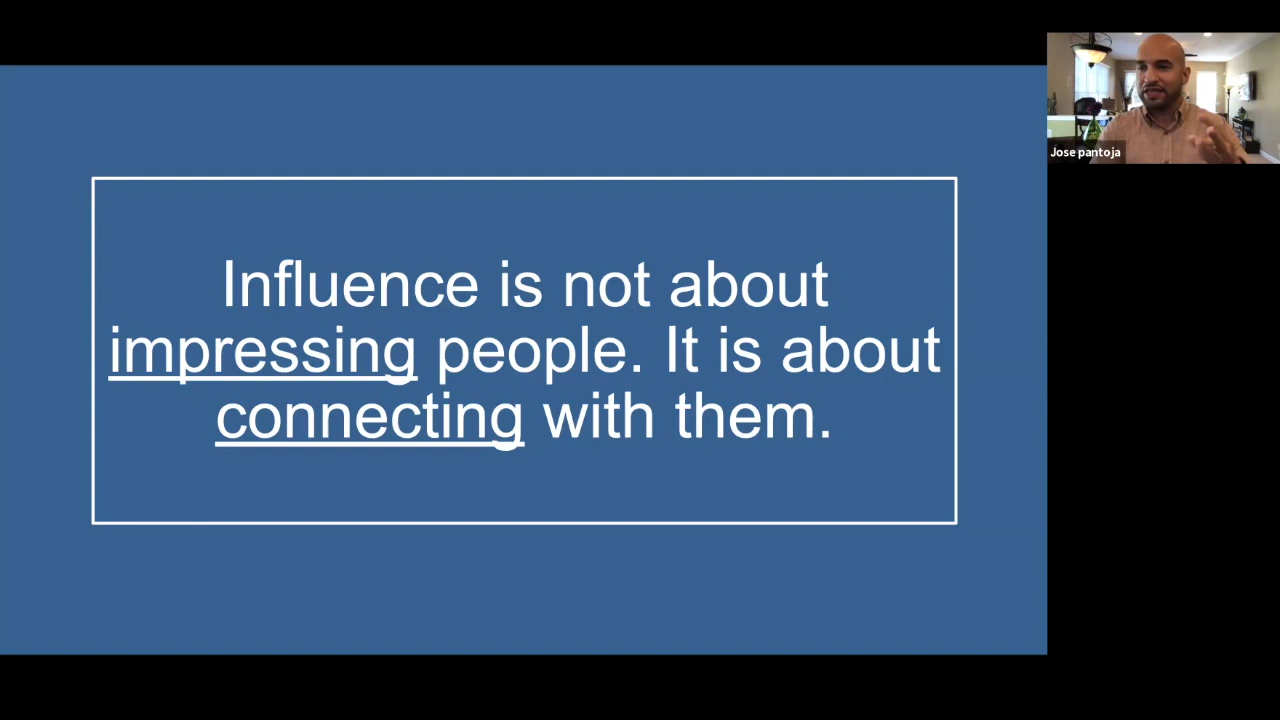 Influence is not about
impressing people. It is about
connecting with them.
Jose pantoja